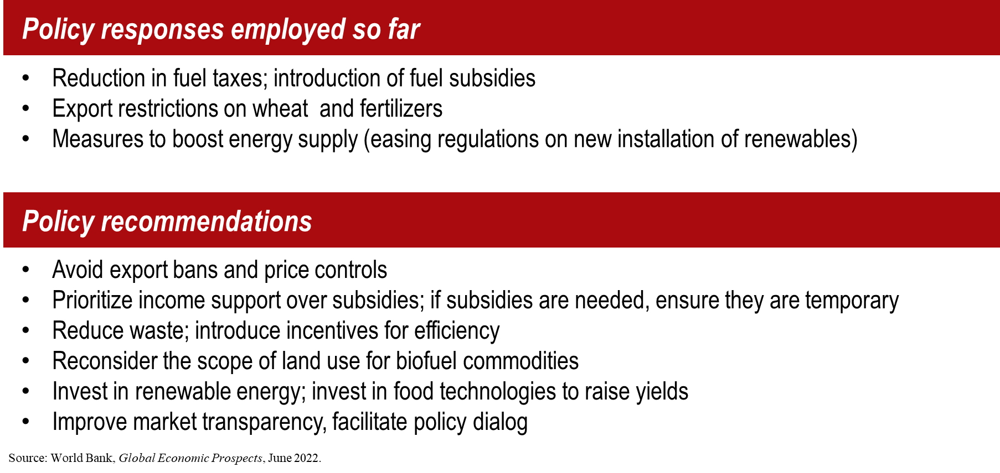 Policy responses employed so far
• Reduction in fuel taxes; introduction of fuel subsidies
• Export restrictions on wheat  and fertilizers
• Measures to boost energy supply (easing regulations on new installation of renewables)
Policy recommendations
• Avoid export bans and price controls
• Prioritize income support over subsidies; if subsidies are needed, ensure they are temporary
• Reduce waste; introduce incentives for efficiency
• Reconsider the scope of land use for biofuel commodities
• Invest in renewable energy; invest in food technologies to raise yields
• Improve market transparency, facilitate policy dialog
Source: World Bank, Global Economic Prospects, June 2022.